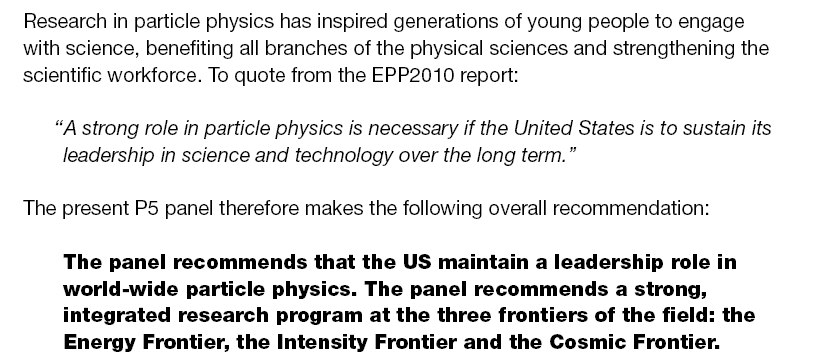 Research in particle physics has inspired generations of young people to engage
with science, benefiting all branches of the physical sciences and strengthening the
scientific workforce. To quote from the EPP2010 report:
“A strong role in particle physics is necessary if the United States is to sustain its
leadership in science and technology over the long term.”
The present P5 panel therefore makes the following overall recommendation:
The panel recommends that the US maintain a leadership role in
world-wide particle physics. The panel recommends a strong,
integrated research program at the three frontiers of the field: the
Energy Frontier, the Intensity Frontier and the Cosmic Frontier.